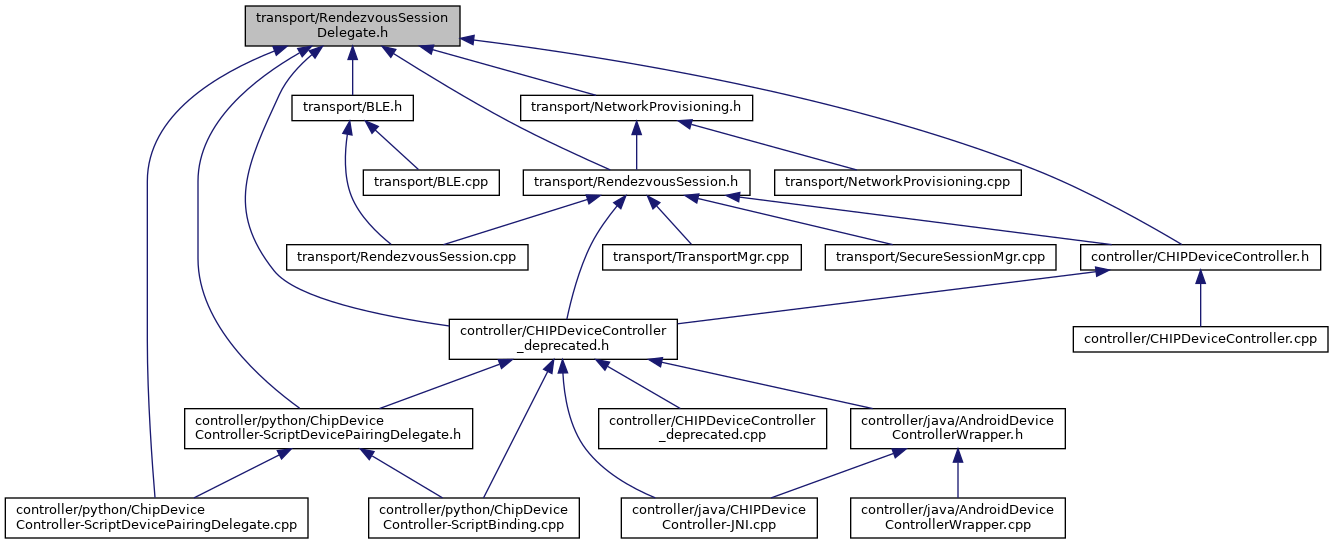 transport/RendezvousSession
Delegate.h
transport/BLE.h
transport/NetworkProvisioning.h
transport/BLE.cpp
transport/RendezvousSession.h
transport/NetworkProvisioning.cpp
transport/RendezvousSession.cpp
transport/TransportMgr.cpp
transport/SecureSessionMgr.cpp
controller/CHIPDeviceController.h
controller/CHIPDeviceController
_deprecated.h
controller/CHIPDeviceController.cpp
controller/python/ChipDevice
Controller-ScriptDevicePairingDelegate.h
controller/CHIPDeviceController
_deprecated.cpp
controller/java/AndroidDevice
ControllerWrapper.h
controller/python/ChipDevice
Controller-ScriptDevicePairingDelegate.cpp
controller/python/ChipDevice
Controller-ScriptBinding.cpp
controller/java/CHIPDevice
Controller-JNI.cpp
controller/java/AndroidDevice
ControllerWrapper.cpp